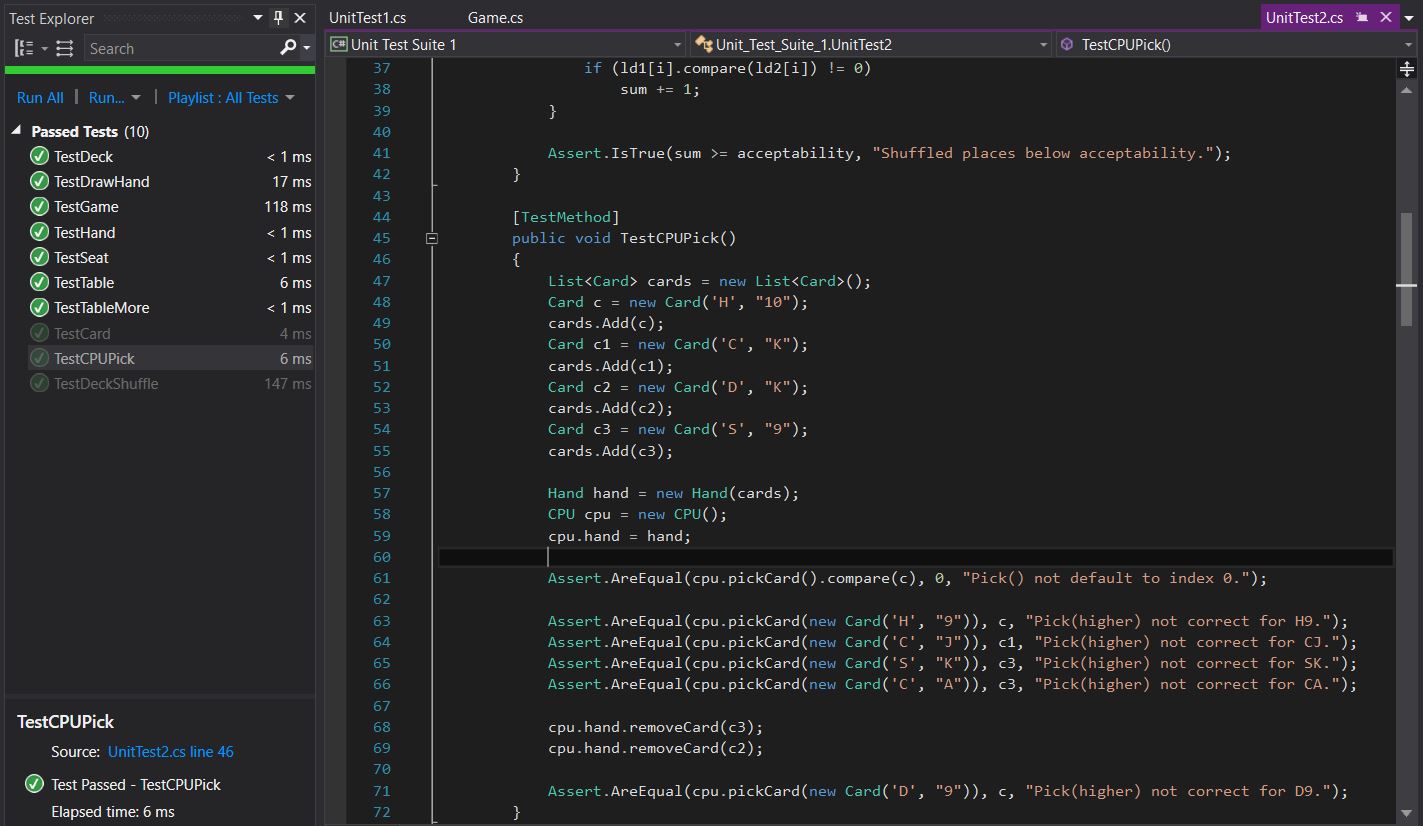 Test Explorer
Search
Run All | Run... | Playlist : All Tests
Passed Tests (10)
TestDeck < 1 ms
TestDrawHand 17 ms
TestGame 118 ms
TestHand < 1 ms
TestSeat < 1 ms
TestTable 6 ms
TestTableMore < 1 ms
TestCard 4 ms
TestCPUPick 6 ms
TestDeckShuffle 147 ms
TestCPUPick
Source: UnitTest2.cs line 46
Test Passed - TestCPUPick
Elapsed time: 6 ms
UnitTest1.cs Game.cs UnitTest2.cs
C# Unit Test Suite 1 Unit_Test_Suite_1.UnitTest2 TestCPUPick()
37 if (ld1[i].compare(ld2[i]) != 0)
38 sum += 1;
39 }
40
41 Assert.IsTrue(sum >= acceptability, "Shuffled places below acceptability.");
42 }
43
44 [TestMethod]
45 public void TestCPUPick()
46 {
47 List<Card> cards = new List<Card>();
48 Card c = new Card('H', "10");
49 cards.Add(c);
50 Card c1 = new Card('C', "K");
51 cards.Add(c1);
52 Card c2 = new Card('D', "K");
53 cards.Add(c2);
54 Card c3 = new Card('S', "9");
55 cards.Add(c3);
56
57 Hand hand = new Hand(cards);
58 CPU cpu = new CPU();
59 cpu.hand = hand;
60
61 Assert.AreEqual(cpu.pickCard().compare(c), 0, "Pick() not default to index 0.");
62
63 Assert.AreEqual(cpu.pickCard(new Card('H', "9")), c, "Pick(higher) not correct for H9.");
64 Assert.AreEqual(cpu.pickCard(new Card('C', "J")), c1, "Pick(higher) not correct for CJ.");
65 Assert.AreEqual(cpu.pickCard(new Card('S', "K")), c3, "Pick(higher) not correct for SK.");
66 Assert.AreEqual(cpu.pickCard(new Card('C', "A")), c3, "Pick(higher) not correct for CA.");
67
68 cpu.hand.removeCard(c3);
69 cpu.hand.removeCard(c2);
70
71 Assert.AreEqual(cpu.pickCard(new Card('D', "9")), c, "Pick(higher) not correct for D9.");
72 }